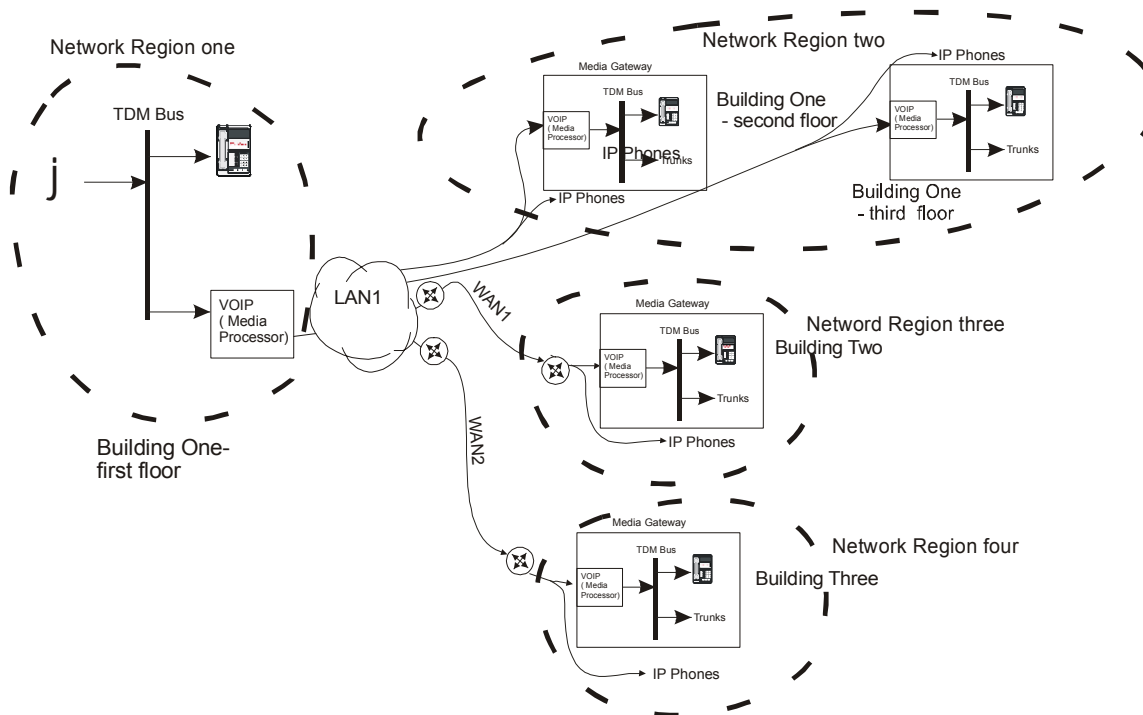 Network Region one
TDM Bus
j
VOIP
( Media
Processor)
Building One-
first floor
LAN1
WAN1
WAN2
Network Region two
Media Gateway
TDM Bus
VOIP
( Media
Processor)
IP Phones
Trunks
IP Phones
Building One
- second floor
IP Phones
TDM Bus
VOIP
( Media
Processor)
Trunks
Building One
- third floor
Media Gateway
TDM Bus
VOIP
( Media
Processor)
Trunks
IP Phones
Netword Region three
Building Two
Media Gateway
TDM Bus
VOIP
( Media
Processor)
Trunks
IP Phones
Network Region four
Building Three